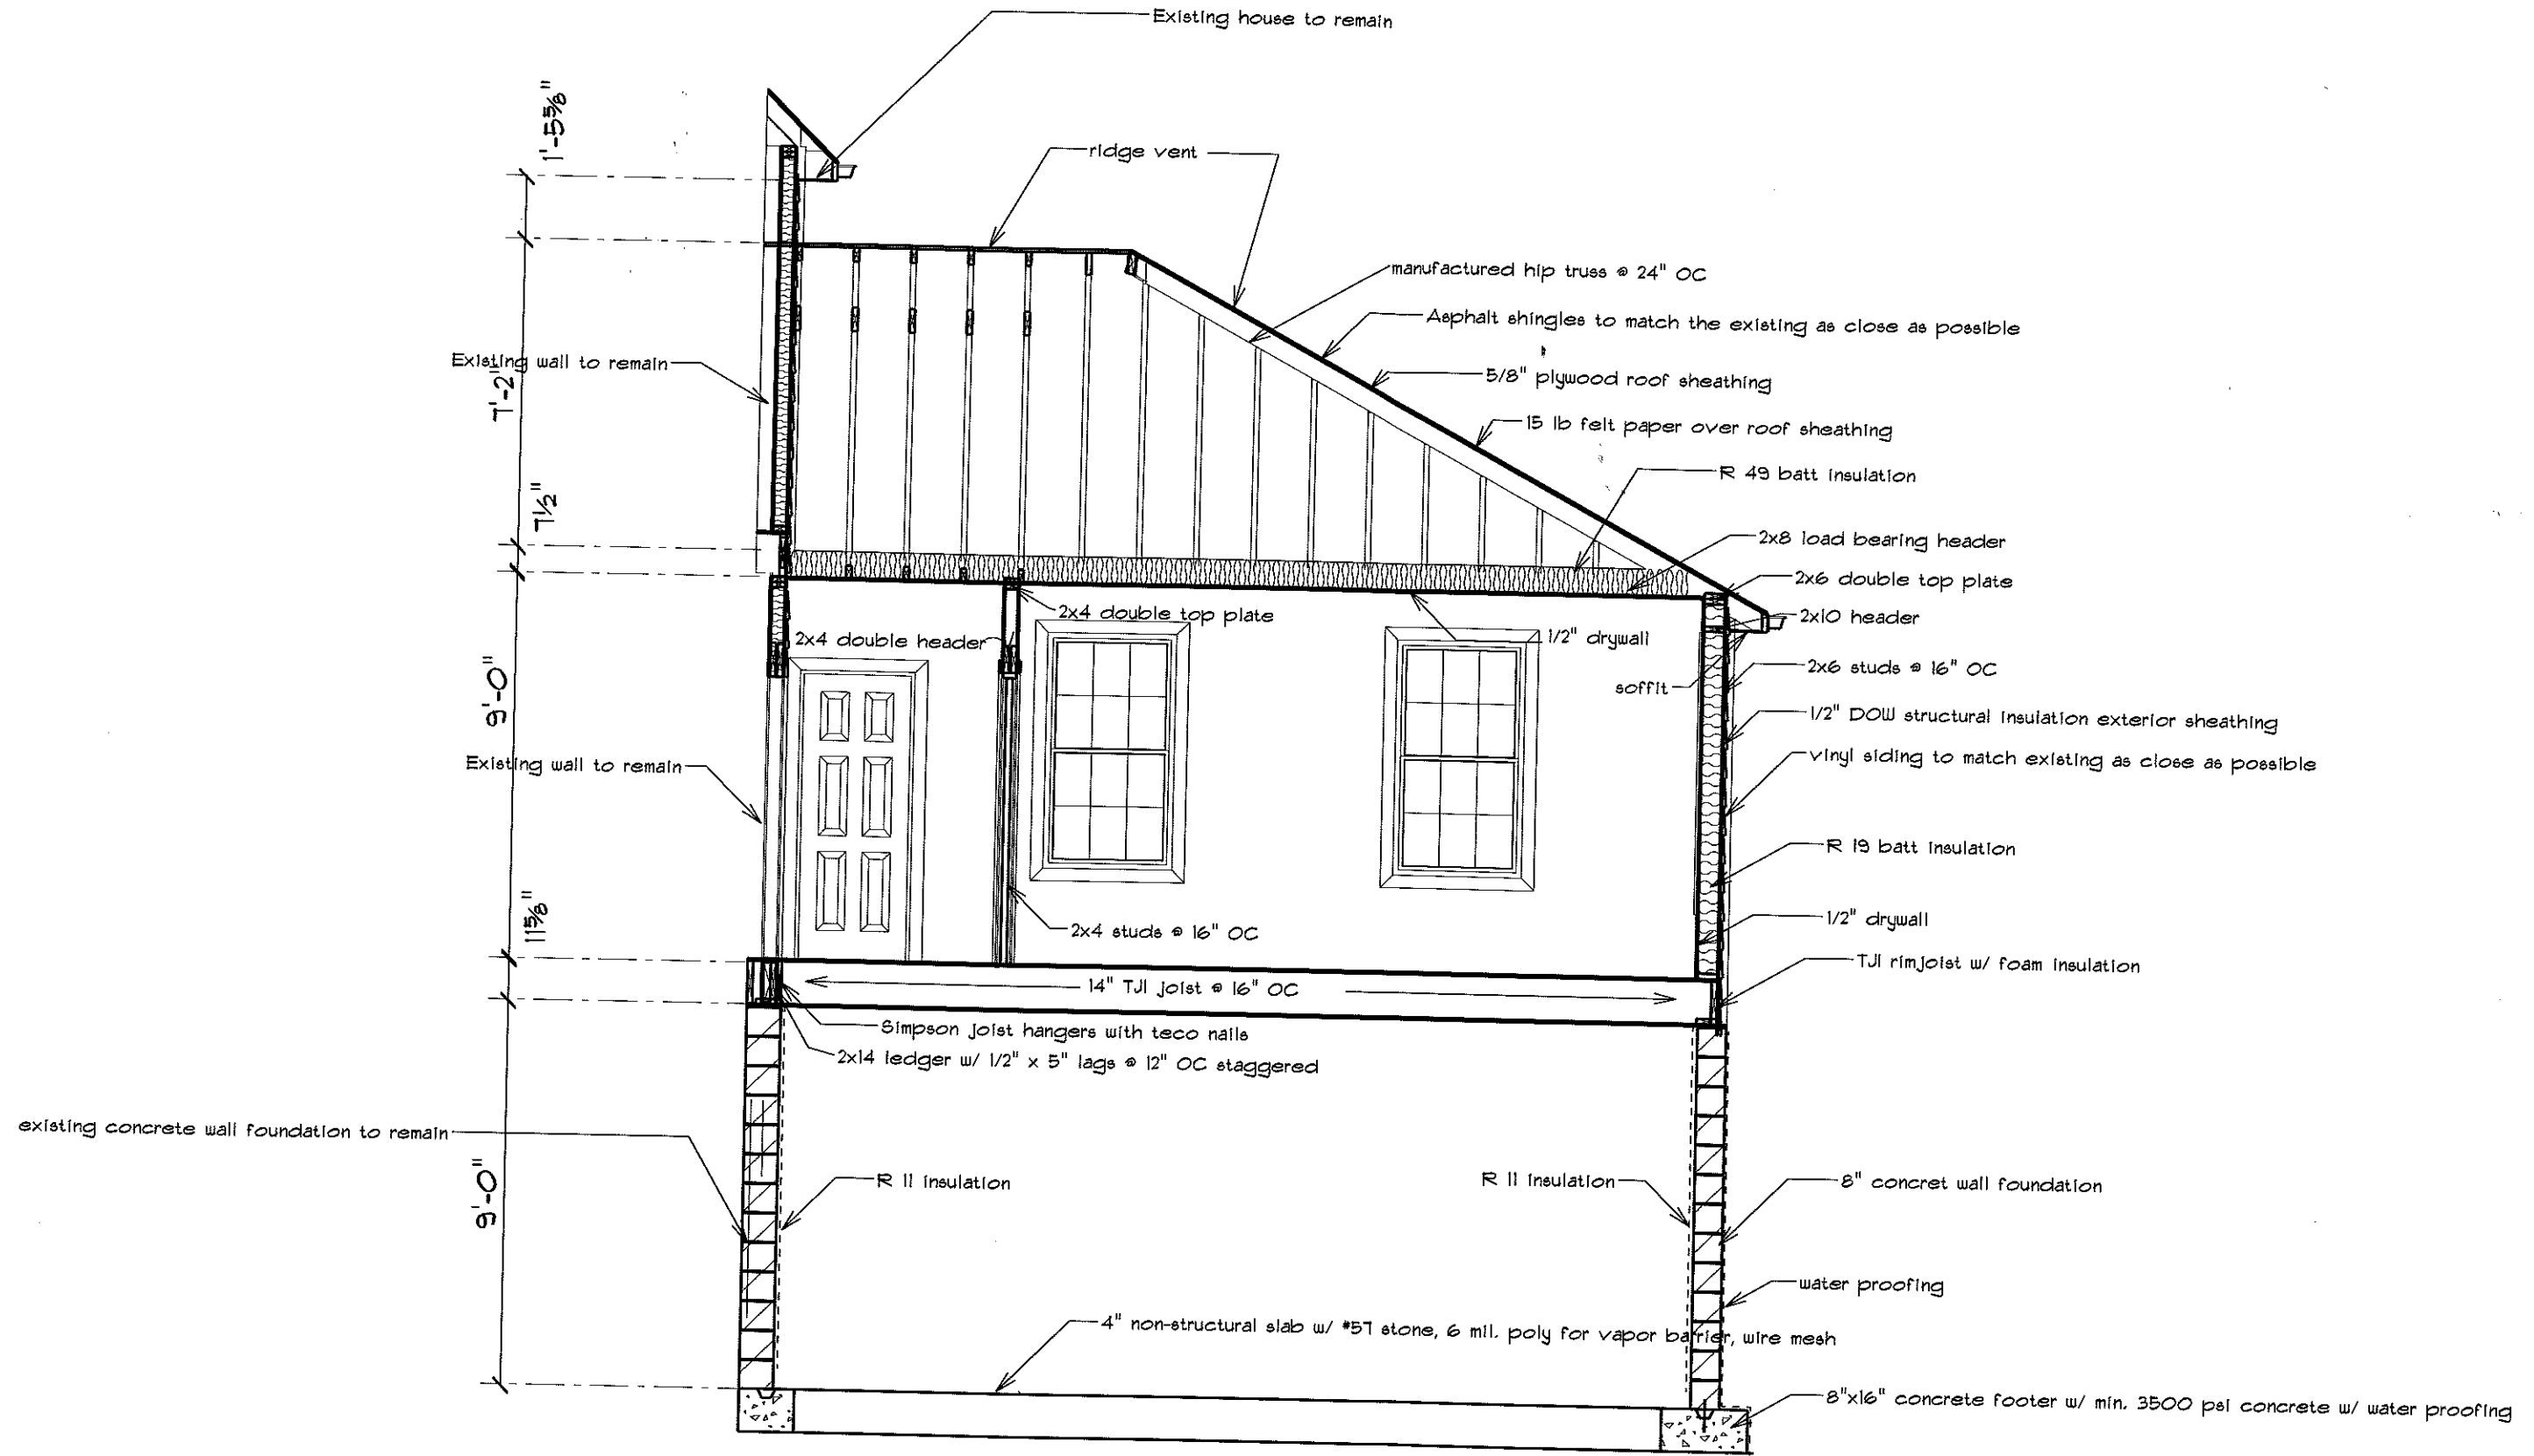 Existing house to remain
1'-5⅝"
ridge vent
manufactured hip truss @ 24" OC
Asphalt shingles to match the existing as close as possible
Existing wall to remain
7'-2"
5/8" plywood roof sheathing
15 lb felt paper over roof sheathing
R 49 batt insulation
7½"
2x8 load bearing header
2x6 double top plate
2x4 double top plate
2x10 header
2x4 double header
1/2" drywall
2x6 studs @ 16" OC
soffit
9'-0"
1/2" DOW structural insulation exterior sheathing
vinyl siding to match existing as close as possible
Existing wall to remain
R 19 batt insulation
11⅝"
1/2" drywall
2x4 studs @ 16" OC
TJI rimjoist w/ foam insulation
14" TJI joist @ 16" OC
Simpson joist hangers with teco nails
2x14 ledger w/ 1/2" x 5" lags @ 12" OC staggered
existing concrete wall foundation to remain
9'-0"
R 11 insulation
R 11 insulation
8" concret wall foundation
water proofing
4" non-structural slab w/ #57 stone, 6 mil. poly for vapor barrier, wire mesh
8"x16" concrete footer w/ min. 3500 psi concrete w/ water proofing